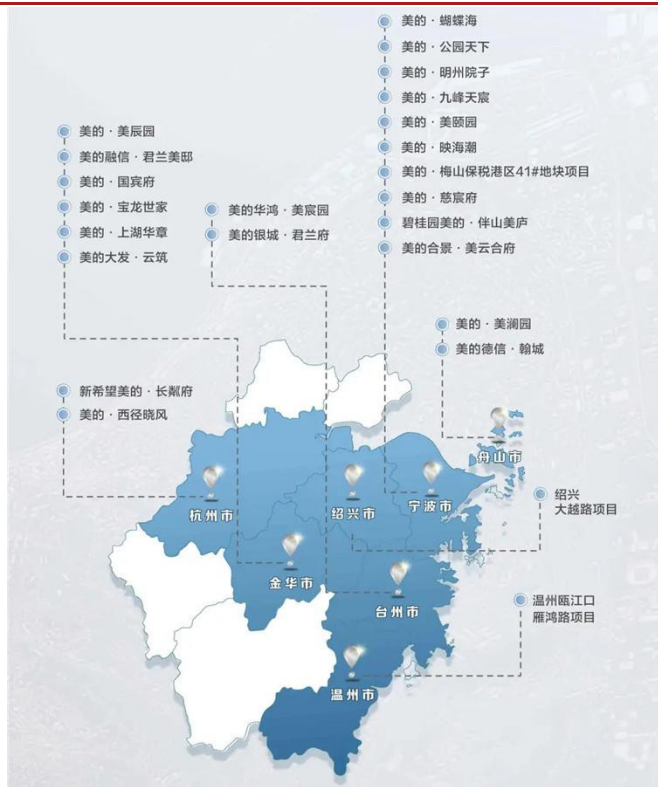 美的·蝴蝶海
美的·公园天下
美的·明州院子
美的·九峰天宸
美的·美颐园
美的·映海潮
美的·梅山保税港区41#地块项目
美的·慈宸府
碧桂园美的·伴山美庐
美的合景·美云合府
美的·美辰园
美的融信·君兰美邸
美的·国宾府
美的·宝龙世家
美的·上湖华章
美的大发·云筑
美的华鸿·美宸园
美的银城·君兰府
美的·美澜园
美的德信·翰城
新希望美的·长粼府
美的·西径晓风
舟山市
杭州市
绍兴市
宁波市
绍兴
大越路项目
金华市
台州市
温州瓯江口
雁鸿路项目
温州市